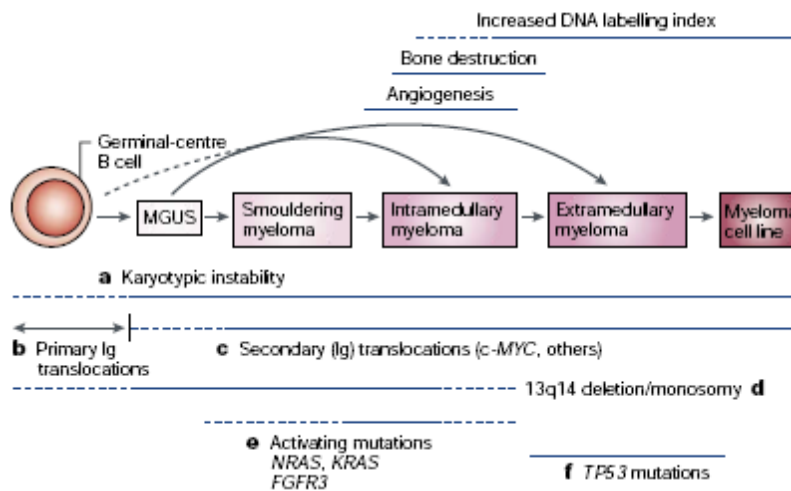 Increased DNA labelling index
Bone destruction
Angiogenesis
Germinal-centre
B cell
MGUS
Smouldering
myeloma
Intramedullary
myeloma
Extramedullary
myeloma
Myeloma
cell line
a Karyotypic instability
b Primary Ig
translocations
c Secondary (Ig) translocations (c-MYC, others)
13q14 deletion/monosomy d
e Activating mutations
NRAS, KRAS
FGFR3
f TP53 mutations